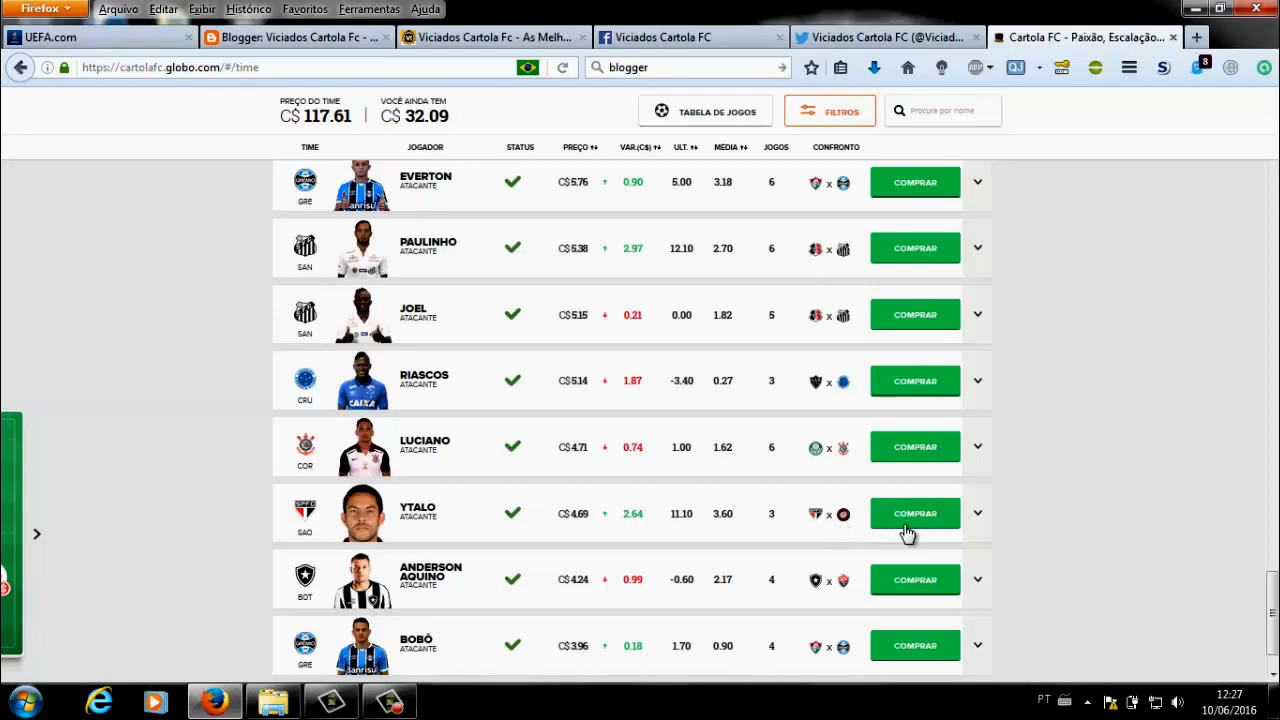 Firefox
Arquivo Editar Exibir Histórico Favoritos Ferramentas Ajuda
UEFA.com
Blogger: Viciados Cartola Fc - ...
Viciados Cartola Fc - As Melh...
Viciados Cartola FC
Viciados Cartola FC (@Viciad...
Cartola FC - Paixão, Escalação,...
https://cartolafc.globo.com/#/time
blogger
ABP
8
PREÇO DO TIME
C$ 117.61
VOCÊ AINDA TEM
C$ 32.09
TABELA DE JOGOS
FILTROS
Procure por nome
TIME JOGADOR STATUS PREÇO VAR.(C$) ULT. MÉDIA JOGOS CONFRONTO
GRE EVERTON ATACANTE C$5.76 0.90 5.00 3.18 6 x COMPRAR
SAN PAULINHO ATACANTE C$5.38 2.97 12.10 2.70 6 x COMPRAR
SAN JOEL ATACANTE C$5.15 0.21 0.00 1.82 5 x COMPRAR
CRU RIASCOS ATACANTE C$5.14 1.87 -3.40 0.27 3 x COMPRAR
COR LUCIANO ATACANTE C$4.71 0.74 1.00 1.62 6 x COMPRAR
SAO YTALO ATACANTE C$4.69 2.64 11.10 3.60 3 x COMPRAR
BOT ANDERSON AQUINO ATACANTE C$4.24 0.99 -0.60 2.17 4 x COMPRAR
GRE BOBÔ ATACANTE C$3.96 0.18 1.70 0.90 4 x COMPRAR
PT
12:27
10/06/2016